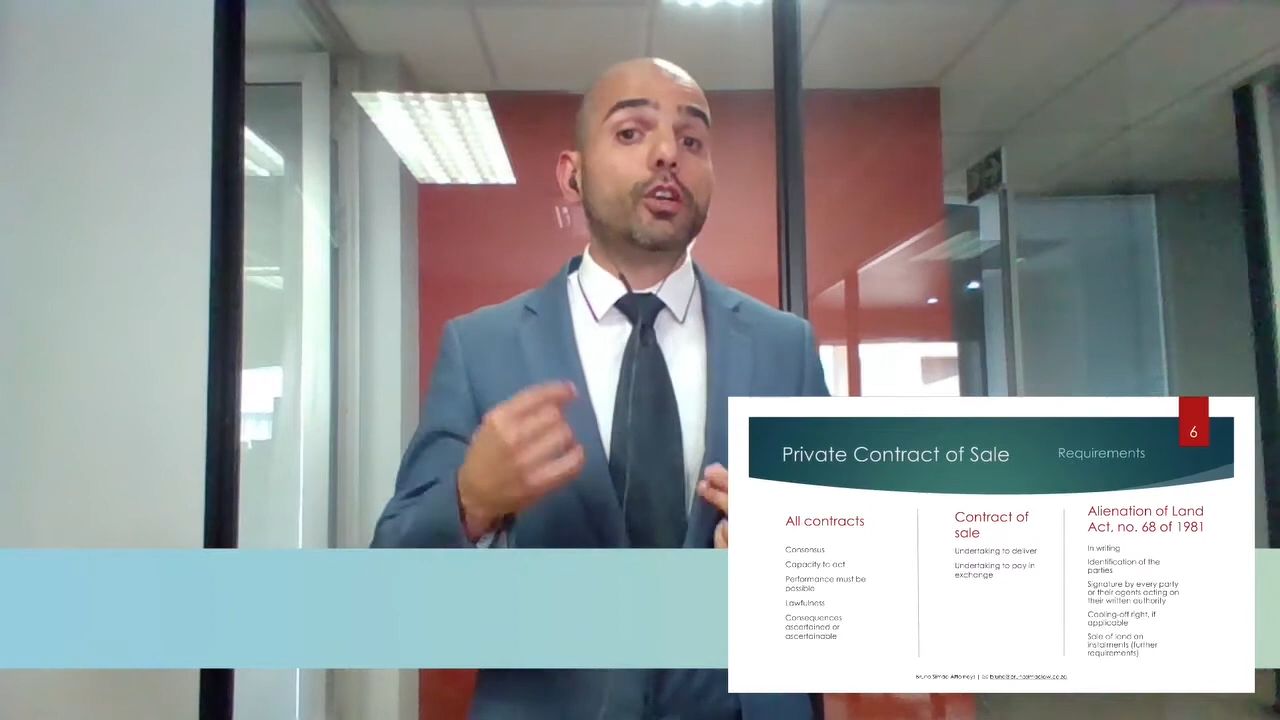 6
Private Contract of Sale
Requirements
All contracts
Consensus
Capacity to act
Performance must be
possible
Lawfulness
Consequences
ascertained or
ascertainable
Contract of
sale
Undertaking to deliver
Undertaking to pay in
exchange
Alienation of Land
Act, no. 68 of 1981
In writing
Identification of the
parties
Signature by every party
or their agents acting on
their written authority
Cooling-off right, if
applicable
Sale of land on
instalments (further
requirements)
Bruno Simão Attorneys |